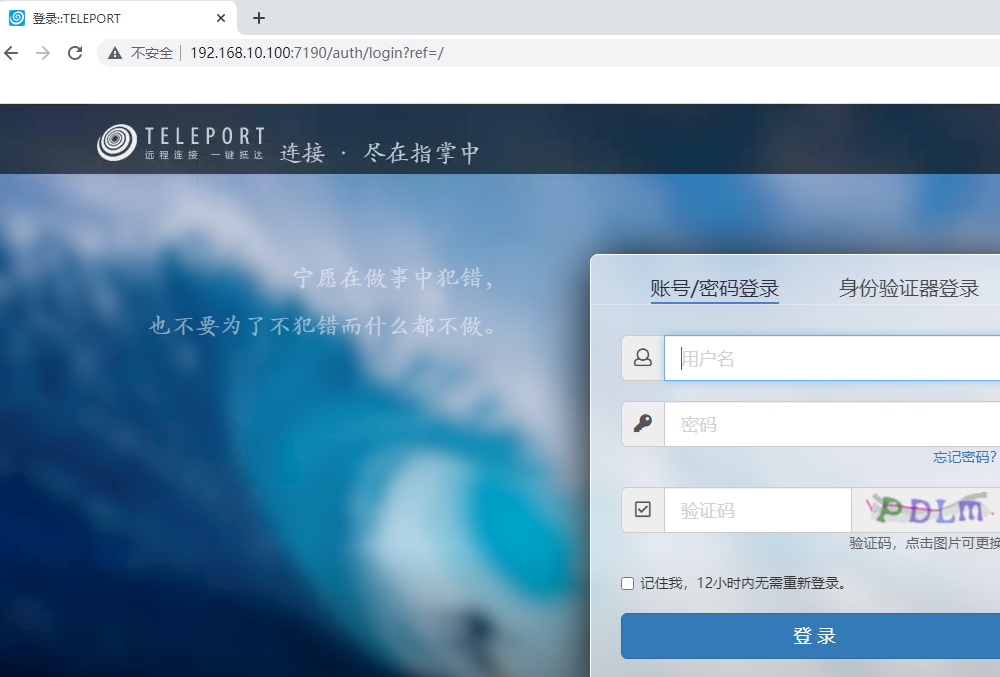 登录::TELEPORT
不安全 192.168.10.100:7190/auth/login?ref=/
TELEPORT
远程连接 一键抵达
连接 · 尽在指掌中
宁愿在做事中犯错，
也不要为了不犯错而什么都不做。
账号/密码登录 身份验证器登录
用户名
密码
忘记密码?
验证码 PDLm
验证码，点击图片可更换
记住我，12小时内无需重新登录。
登 录